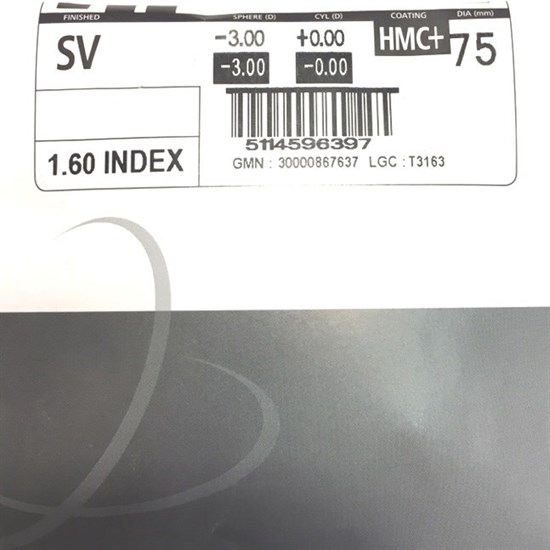 FINISHED SPHERE (D) CYL (D) COATING DIA (mm)
SV -3.00 +0.00 HMC+ 75
-3.00 -0.00
5114596397
1.60 INDEX GMN : 30000867637 LGC : T3163